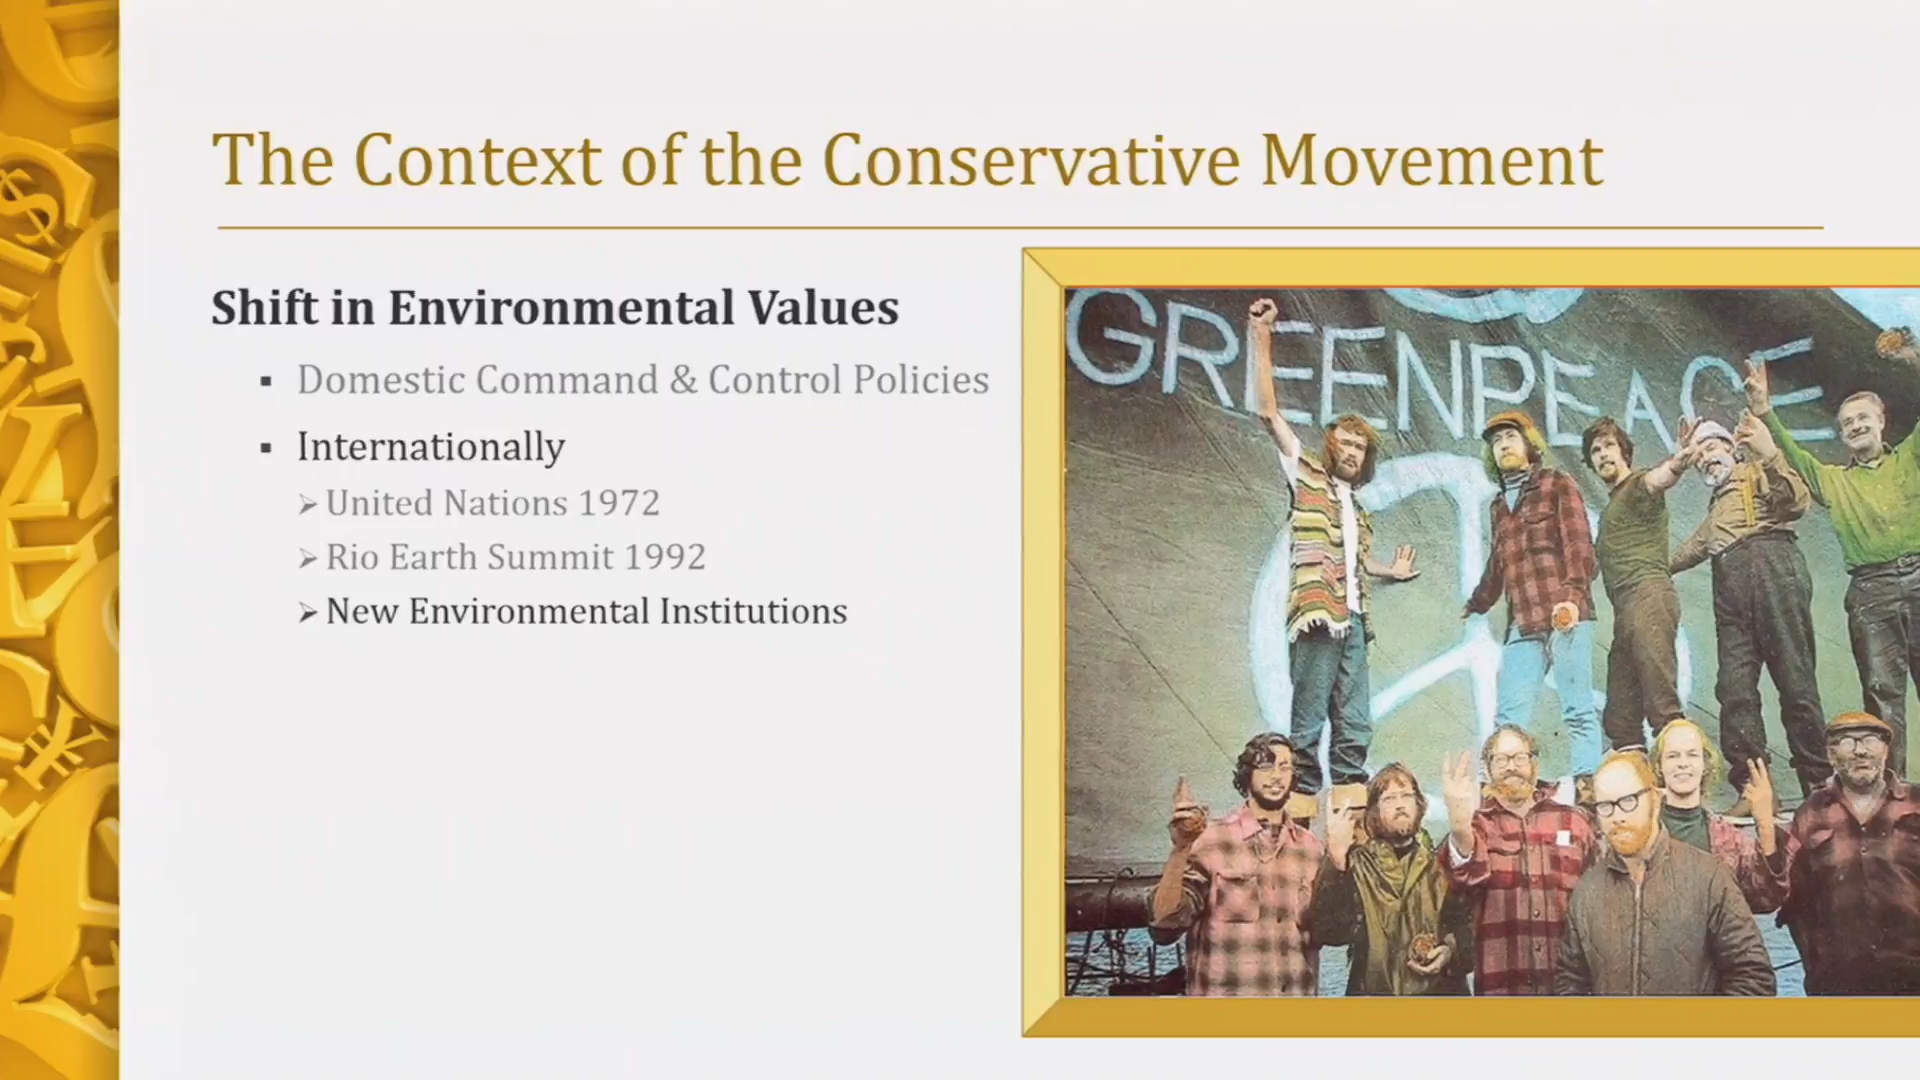 The Context of the Conservative Movement
Shift in Environmental Values
▪ Domestic Command & Control Policies
▪ Internationally
➢ United Nations 1972
➢ Rio Earth Summit 1992
➢ New Environmental Institutions
GREENPEACE